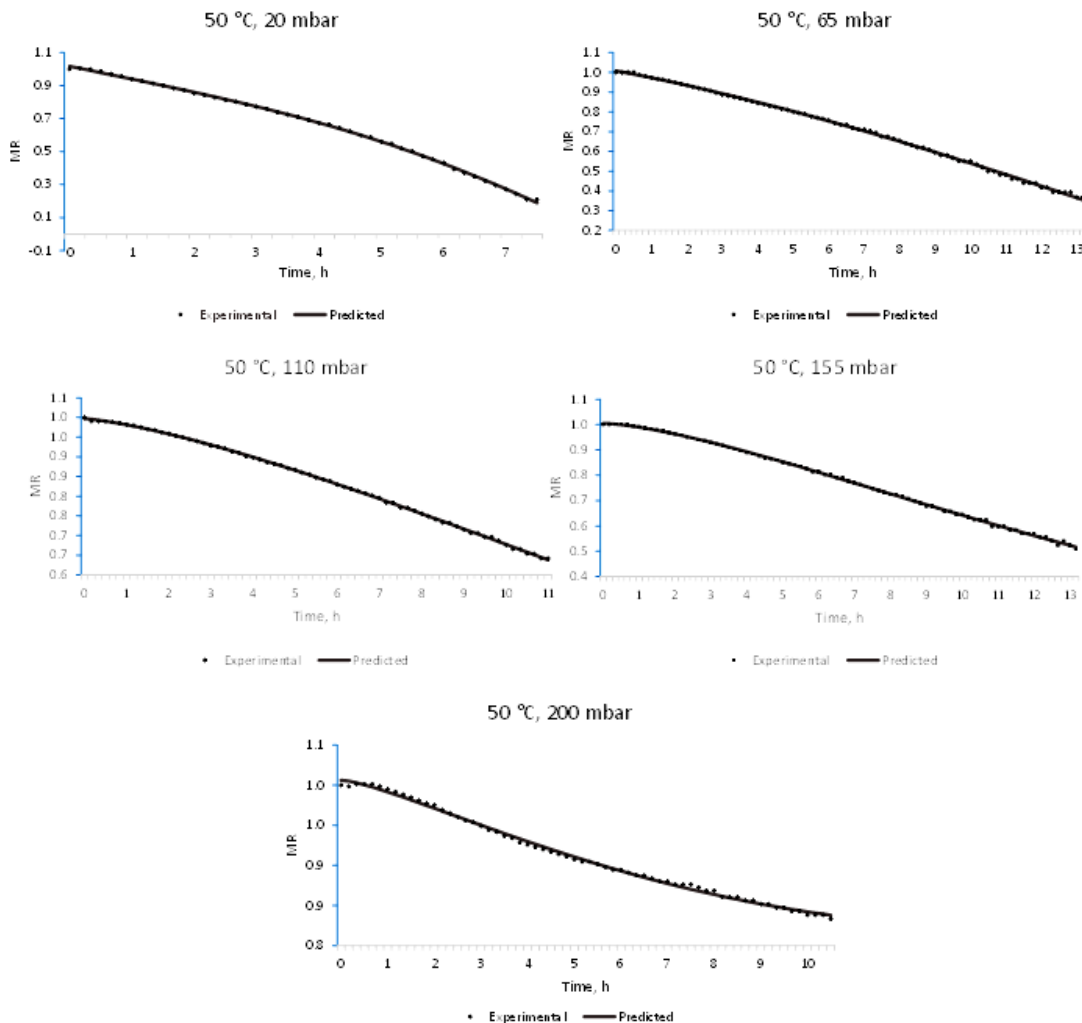 50 °C, 20 mbar
1.1
0.9
0.7
0.5
0.3
0.1
-0.1
MR
0 1 2 3 4 5 6 7
Time, h
Experimental Predicted
50 °C, 65 mbar
1.1
1.0
0.9
0.8
0.7
0.6
0.5
0.4
0.3
0.2
MR
0 1 2 3 4 5 6 7 8 9 10 11 12 13
Time, h
Experimental Predicted
50 °C, 110 mbar
1.1
1.0
1.0
0.9
0.9
0.8
0.8
0.7
0.6
MR
0 1 2 3 4 5 6 7 8 9 10 11
Time, h
Experimental Predicted
50 °C, 155 mbar
1.1
1.0
0.9
0.8
0.7
0.6
0.5
0.4
MR
0 1 2 3 4 5 6 7 8 9 10 11 12 13
Time, h
Experimental Predicted
50 °C, 200 mbar
1.1
1.0
1.0
0.9
0.9
0.8
MR
0 1 2 3 4 5 6 7 8 9 10
Time, h
Experimental Predicted